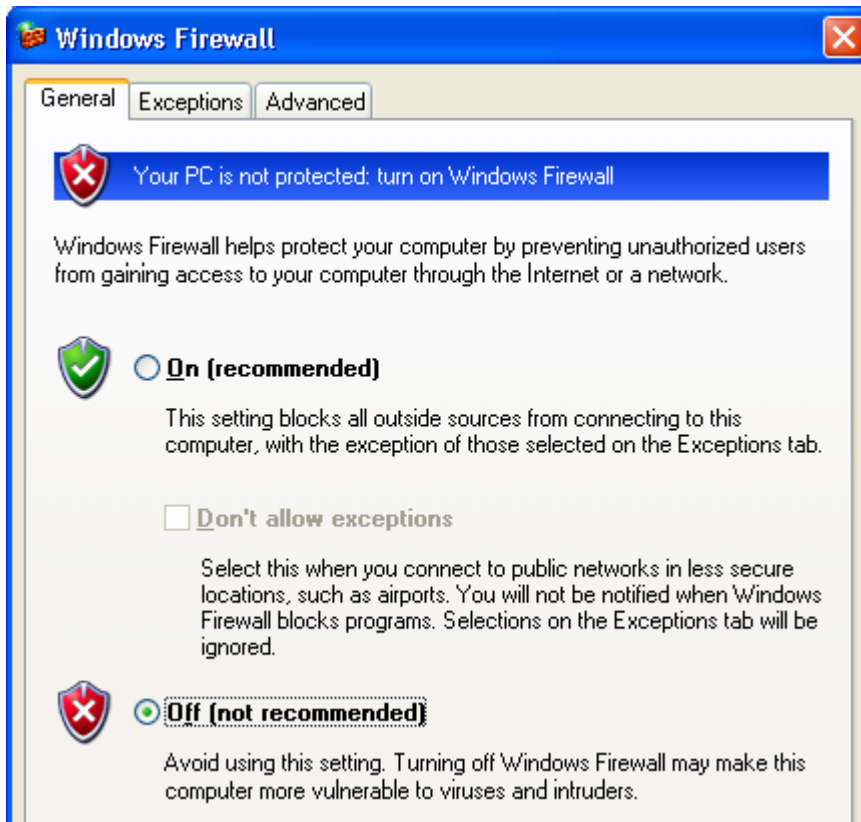 Windows Firewall
General Exceptions Advanced
Your PC is not protected: turn on Windows Firewall
Windows Firewall helps protect your computer by preventing unauthorized users
from gaining access to your computer through the Internet or a network.
On (recommended)
This setting blocks all outside sources from connecting to this
computer, with the exception of those selected on the Exceptions tab.
Don't allow exceptions
Select this when you connect to public networks in less secure
locations, such as airports. You will not be notified when Windows
Firewall blocks programs. Selections on the Exceptions tab will be
ignored.
Off (not recommended)
Avoid using this setting. Turning off Windows Firewall may make this
computer more vulnerable to viruses and intruders.